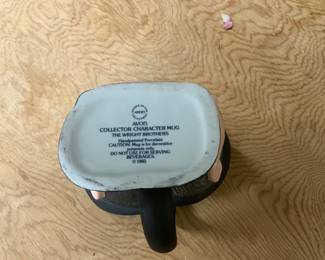 AVON
COLLECTOR CHARACTER MUG
THE WRIGHT BROTHERS
Handpainted Porcelain
CAUTION: Mug is for decorative
purposes only.
DO NOT USE FOR SERVING
BEVERAGES.
© 1985